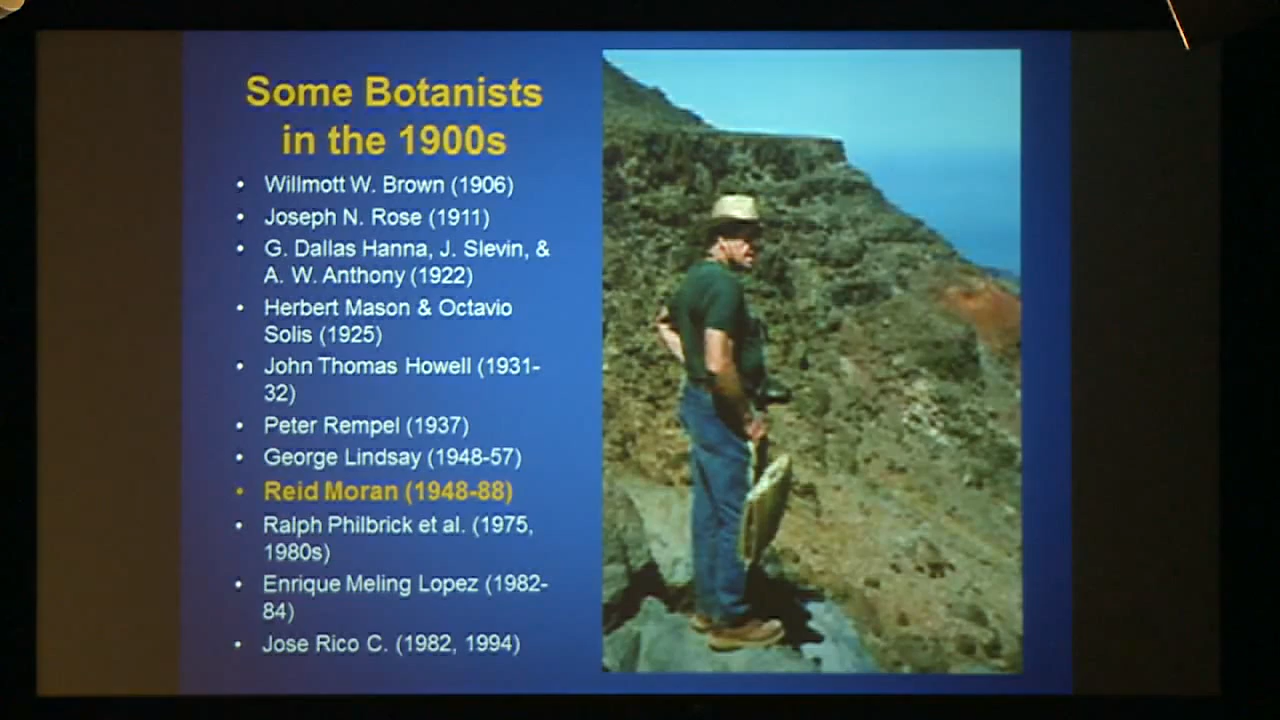 Some Botanists
in the 1900s
• Willmott W. Brown (1906)
• Joseph N. Rose (1911)
• G. Dallas Hanna, J. Slevin, &
A. W. Anthony (1922)
• Herbert Mason & Octavio
Solis (1925)
• John Thomas Howell (1931-
32)
• Peter Rempel (1937)
• George Lindsay (1948-57)
• Reid Moran (1948-88)
• Ralph Philbrick et al. (1975,
1980s)
• Enrique Meling Lopez (1982-
84)
• Jose Rico C. (1982, 1994)